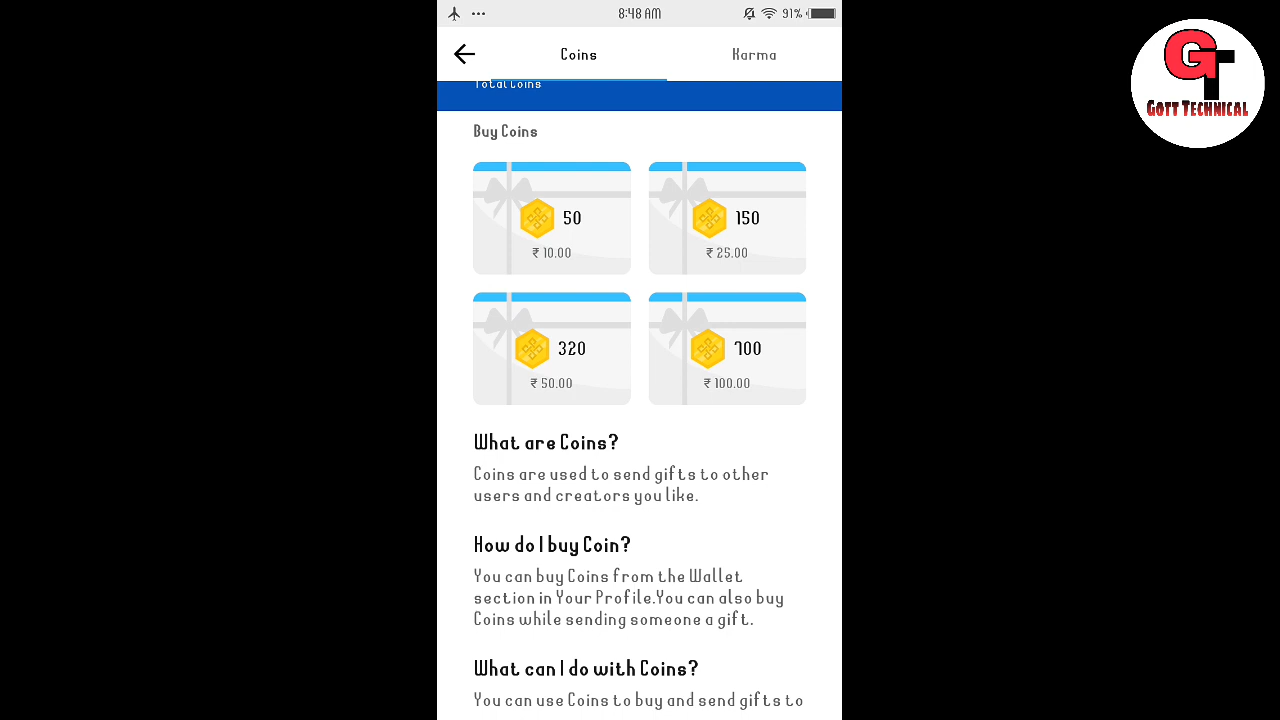 8:48 AM
91%
Coins
Karma
Total Coins
Buy Coins
50
150
₹ 10.00
₹ 25.00
320
700
₹ 50.00
₹ 100.00
What are Coins?
Coins are used to send gifts to other
users and creators you like.
How do I buy Coin?
You can buy Coins from the Wallet
section in Your Profile.You can also buy
Coins while sending someone a gift.
What can I do with Coins?
You can use Coins to buy and send gifts to
GT
GOTT TECHNICAL